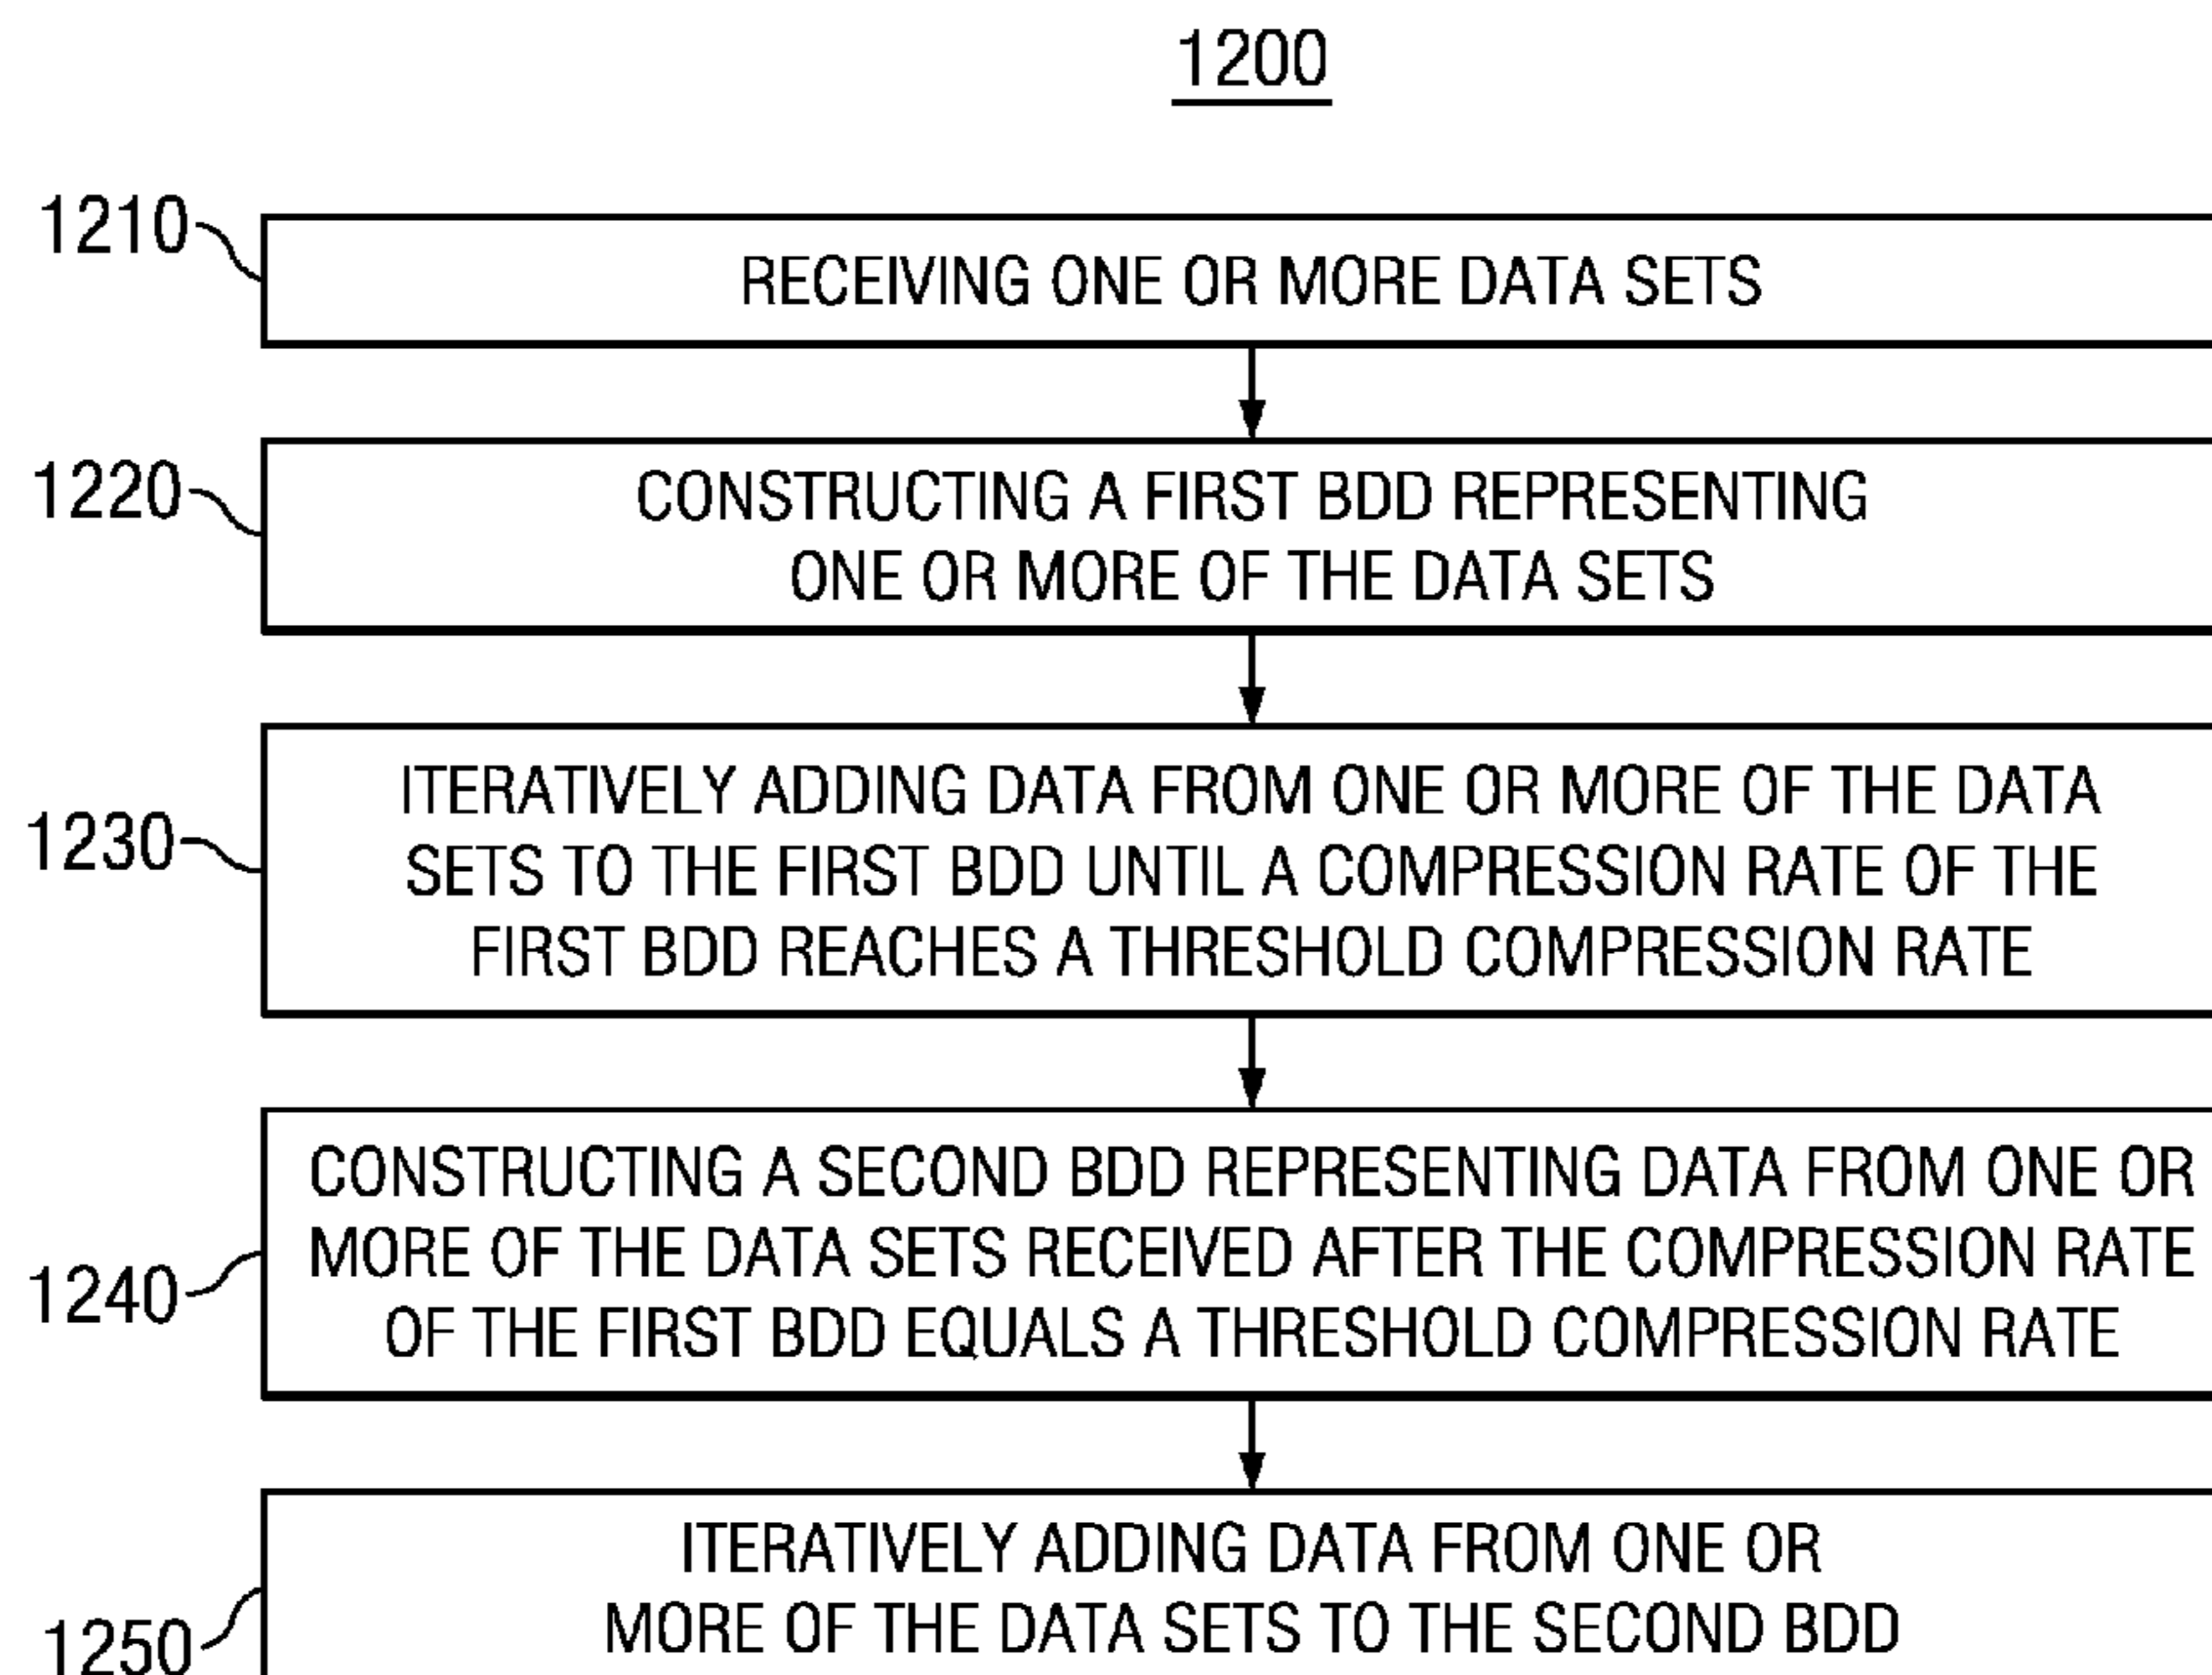 1200
1210
RECEIVING ONE OR MORE DATA SETS
1220
CONSTRUCTING A FIRST BDD REPRESENTING
ONE OR MORE OF THE DATA SETS
1230
ITERATIVELY ADDING DATA FROM ONE OR MORE OF THE DATA
SETS TO THE FIRST BDD UNTIL A COMPRESSION RATE OF THE
FIRST BDD REACHES A THRESHOLD COMPRESSION RATE
1240
CONSTRUCTING A SECOND BDD REPRESENTING DATA FROM ONE OR
MORE OF THE DATA SETS RECEIVED AFTER THE COMPRESSION RATE
OF THE FIRST BDD EQUALS A THRESHOLD COMPRESSION RATE
1250
ITERATIVELY ADDING DATA FROM ONE OR
MORE OF THE DATA SETS TO THE SECOND BDD